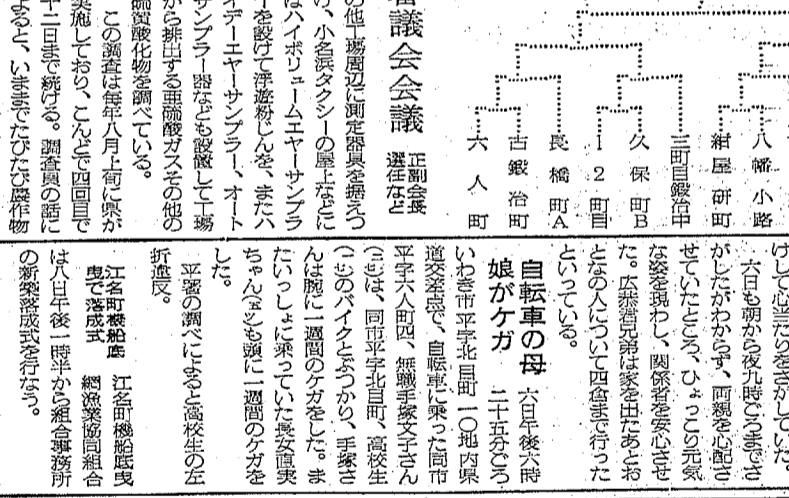 八幡小路
紺屋研町
三町目鍛治中
久保町B
12町目
長橋町A
古鍛治町
六人町
審議会会議
正副会長
選任など
の他工場周辺に測定器具を据えつ
け、小名浜タクシーの屋上などに
はハイボリュームエヤーサンプラ
ーを設けて浮遊粉じんを、またハ
イデーエヤーサンプラー、オート
サンプラー器なども設置して工場
から排出する亜硫酸ガスその他の
硫黄酸化物を調べている。
この調査は毎年八月上旬に県が
実施しており、こんどで四回目で
十二日まで続ける。調査員の話に
よると、いままでたびたび農作物
けして心当たりをさがしていた。
六日も朝から夜九時ごろまでさ
がしたがわからず、両親を心配さ
せていたところ、ひょっこり元気
な姿を現わし、関係者を安心させ
た。広恭君兄弟は家を出たあとお
となの人について四倉まで行った
といっている。
自転車の母
娘がケガ
六日午後六時
二十五分ごろ
いわき市平字北目町一〇地内県
道交差点で、自転車に乗った同市
平字六人町四、無職手塚文子さん
は、同市平字北目町、高校生
のバイクとぶつかり、手塚さ
んは腕に一週間のケガをした。ま
たいっしょに乗っていた長女直実
ちゃんも頭に一週間のケガを
した。
平署の調べによると高校生の左
折違反。
江名町機船底
曳で落成式
江名町機船底曳
網漁業協同組合
は八日午後一時半から組合事務所
の新築落成式を行なう。